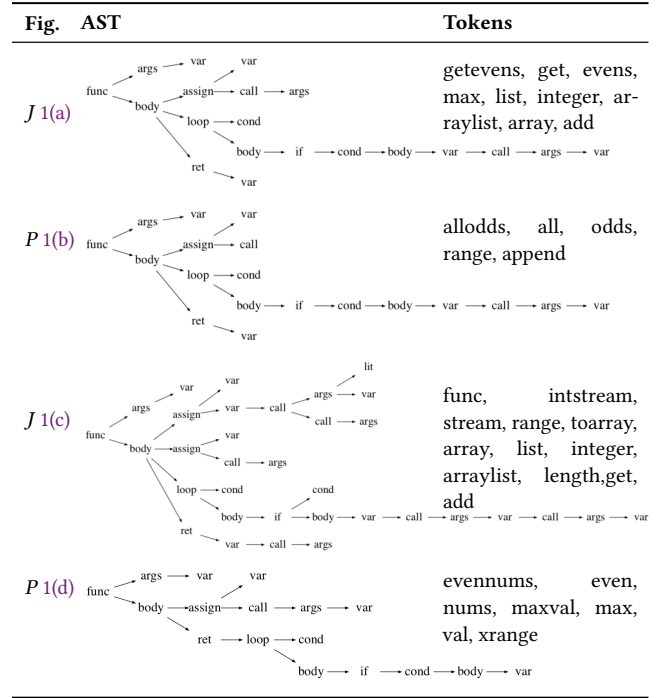 Fig. AST Tokens
args var var
func assign call args
body
loop cond
body if cond body var call args var
ret
var
J 1(a)
getevens, get, evens,
max, list, integer, ar-
raylist, array, add
args var var
func assign call
body
loop cond
body if cond body var call args var
ret
var
P 1(b)
allodds, all, odds,
range, append
lit
var
var args var
args assign var call
call args
func var
body assign
call args
loop cond cond
body if body var call args var call args var
ret
var call args
J 1(c)
func, intstream,
stream, range, toarray,
array, list, integer,
arraylist, length,get,
add
args var var
func
body assign call args var
ret loop cond
body if cond body var
P 1(d)
evennums, even,
nums, maxval, max,
val, xrange